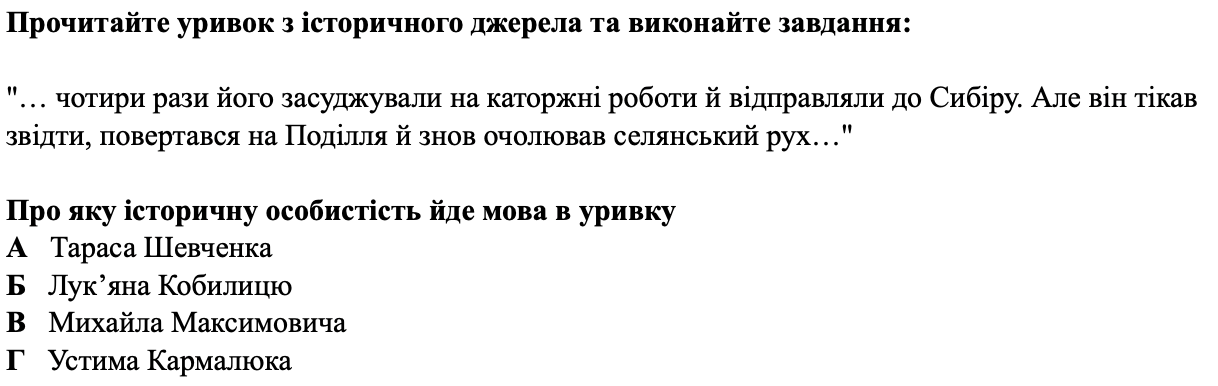 Прочитайте уривок з історичного джерела та виконайте завдання:
"… чотири рази його засуджували на каторжні роботи й відправляли до Сибіру. Але він тікав
звідти, повертався на Поділля й знов очолював селянський рух…"
Про яку історичну особистість йде мова в уривку
А Тараса Шевченка
Б Лук’яна Кобилицю
В Михайла Максимовича
Г Устима Кармалюка